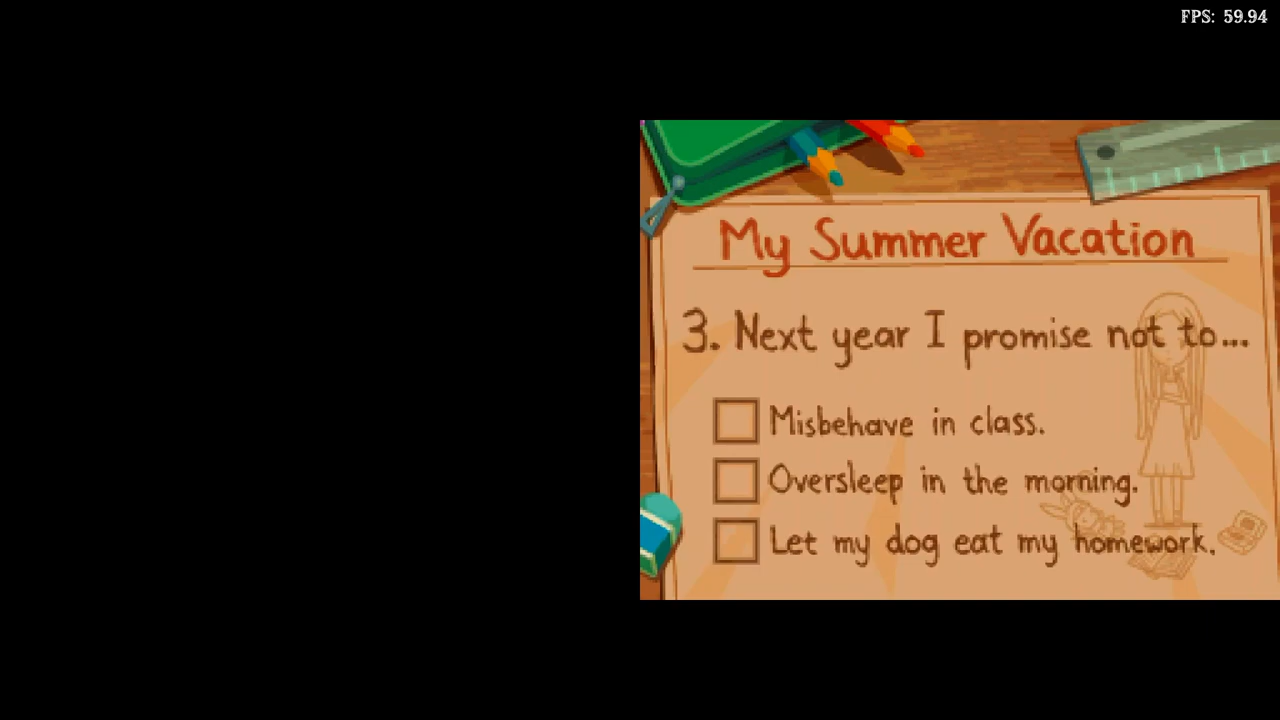 FPS: 59.94
My Summer Vacation
3. Next year I promise not to...
Misbehave in class.
Oversleep in the morning.
Let my dog eat my homework.